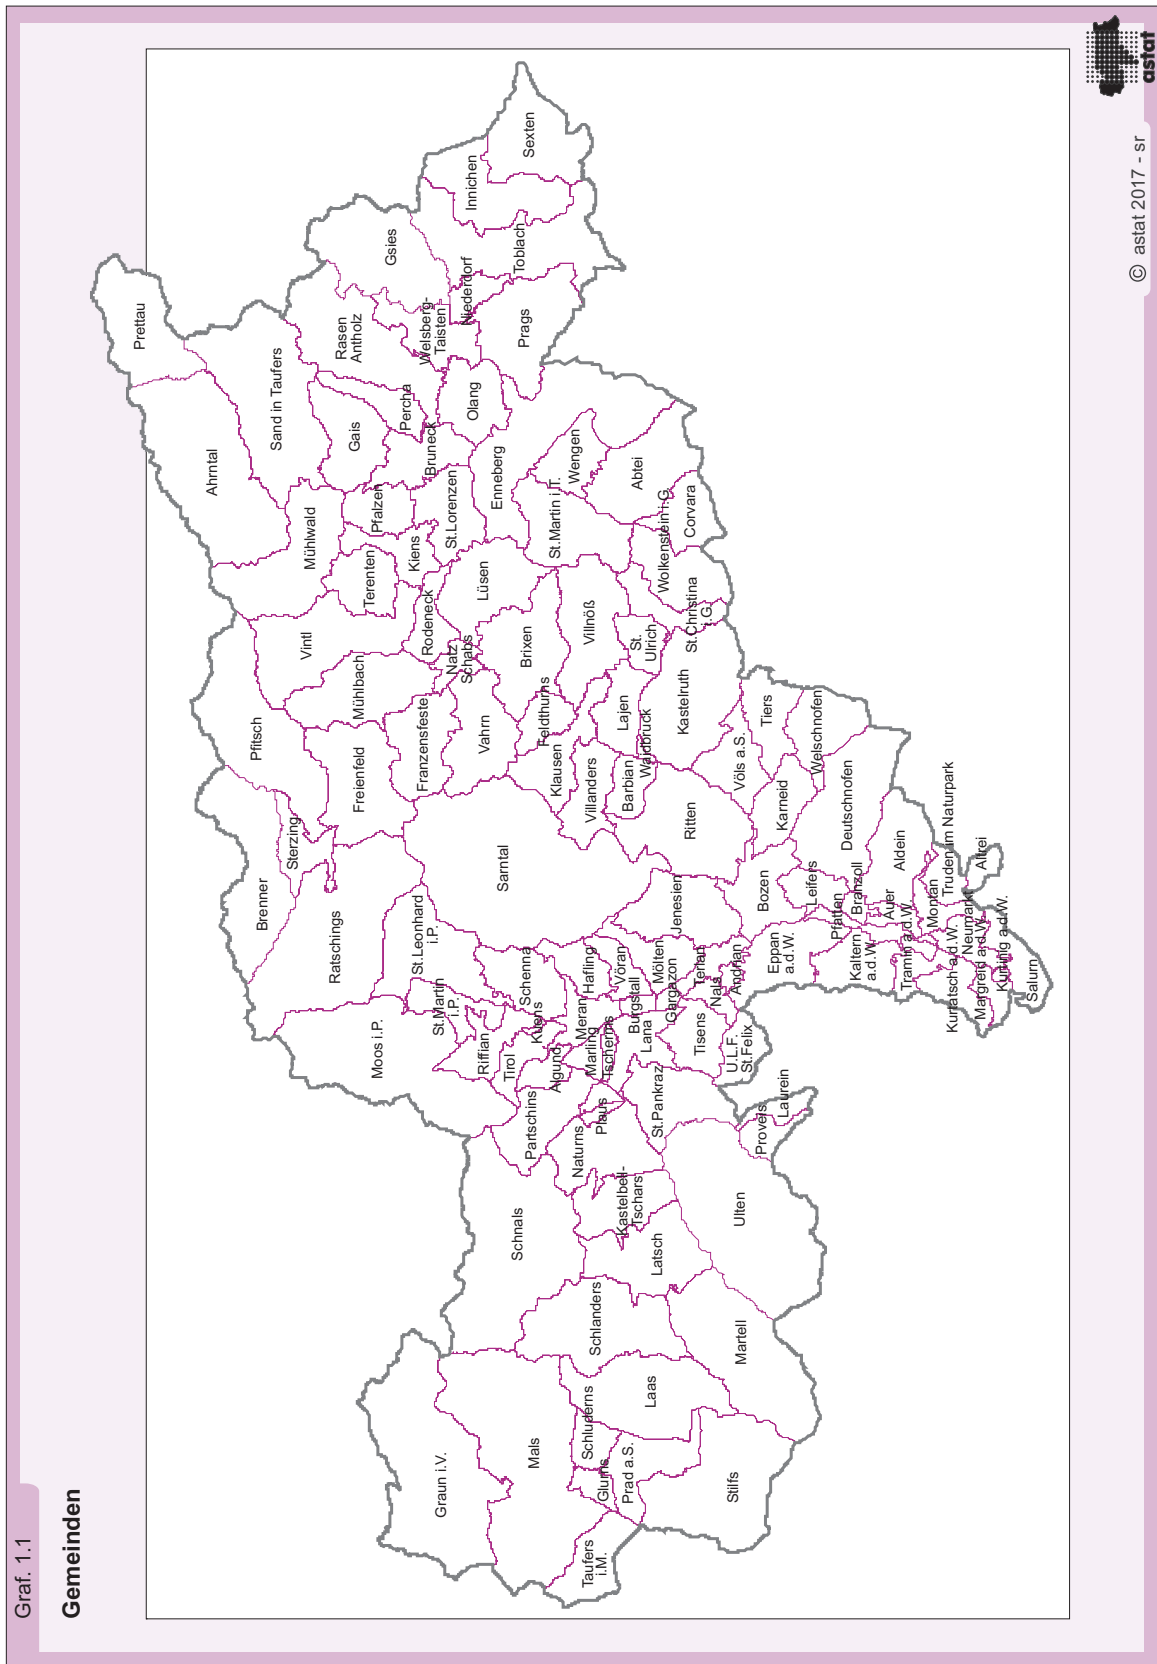 Graf. 1.1
Gemeinden
Graun i.V.
Mals
Taufers
i.M.
Schluderns
Glurns
Prad a.S.
Stilfs
Laas
Schlanders
Martell
Latsch
Kastelbell-
Tschars
Schnals
Naturns
Plaus
Partschins
Ulten
St.Pankraz
Proveis
Laurein
U.L.F.
St.Felix
Moos i.P.
St.Martin
i.P.
St.Leonhard
i.P.
Riffian
Tirol
Kuens
Schenna
Algund
Meran
Marling
Tscherms
Hafling
Vöran
Burgstall
Lana
Mölten
Gargazon
Tisens
Terlan
Nals
Andrian
Jenesien
Sarntal
Ratschings
Brenner
Sterzing
Pfitsch
Freienfeld
Franzensfeste
Mühlbach
Vintl
Vahrn
Natz
Schabs
Rodeneck
Brixen
Lüsen
Feldthurns
Klausen
Villanders
Barbian
Waidbruck
Lajen
Villnöß
St.
Ulrich
St.Christina
i.G.
Wolkenstein i.G.
Kastelruth
Ritten
Völs a.S.
Tiers
Karneid
Welschnofen
Deutschnofen
Bozen
Leifers
Eppan
a.d.W.
Kaltern
a.d.W.
Pfatten
Branzoll
Auer
Aldein
Tramin a.d.W.
Montan
Truden im Naturpark
Neumarkt
Altrei
Kurtatsch a.d.W.
Margreid a.d.W.
Kurtinig a.d.W.
Salurn
Prettau
Ahrntal
Sand in Taufers
Mühlwald
Gais
Pfalzen
Terenten
Kiens
Percha
Bruneck
St.Lorenzen
Rasen
Antholz
Gsies
Welsberg-
Taisten
Niederdorf
Olang
Prags
Toblach
Innichen
Sexten
Enneberg
St.Martin i.T.
Wengen
Abtei
Corvara
© astat 2017 - sr
astat